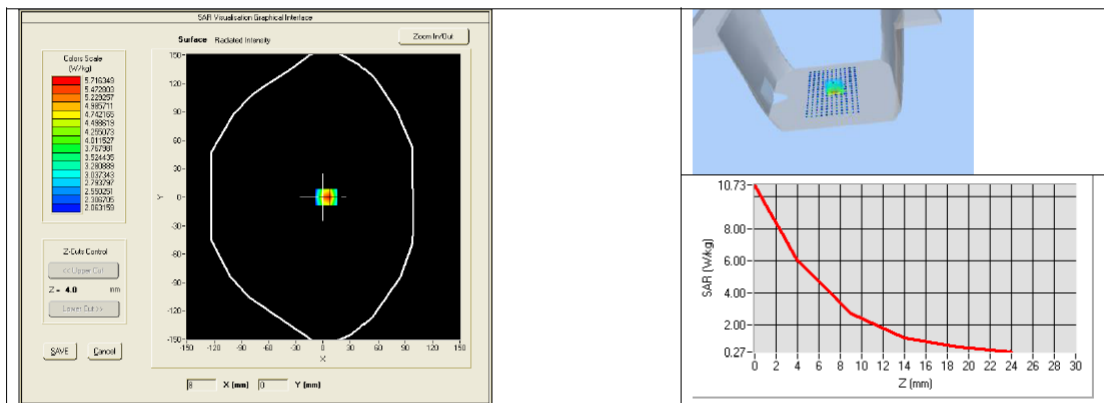 SAR Visualisation Graphical Interface
Surface Radiated Intensity
Zoom In/Out
Colors Scale
(W/kg)
5.716349
5.472803
5.229257
4.985711
4.742165
4.498619
4.255073
4.011527
3.767981
3.524435
3.280889
3.037343
2.793797
2.550251
2.306705
2.063159
Z-Cuts Control
<< Upper Cut
Z = 4.0 mm
Lower Cut >>
SAVE Cancel
150
120
90
60
30
0
-30
-60
-90
-120
-150
Y
-150 -120 -90 -60 -30 0 30 60 90 120 150
X
8 X (mm) 0 Y (mm)
10.73
8.00
6.00
4.00
2.00
0.27
SAR (W/kg)
0 2 4 6 8 10 12 14 16 18 20 22 24 26 28 30
Z (mm)